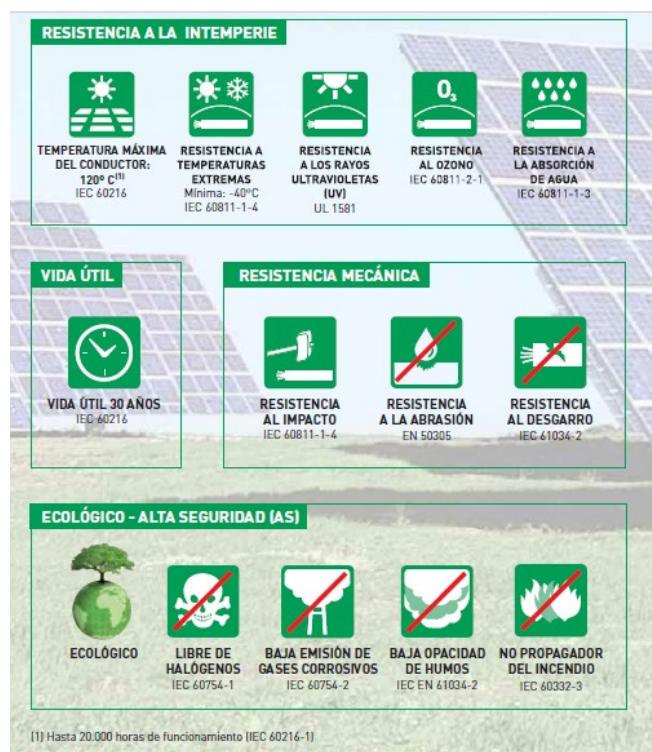 RESISTENCIA A LA INTEMPERIE
O₃
TEMPERATURA MÁXIMA
DEL CONDUCTOR:
120º C(1)
IEC 60216
RESISTENCIA A
TEMPERATURAS
EXTREMAS
Mínima: -40ºC
IEC 60811-1-4
RESISTENCIA
A LOS RAYOS
ULTRAVIOLETAS
(UV)
UL 1581
RESISTENCIA
AL OZONO
IEC 60811-2-1
RESISTENCIA A
LA ABSORCIÓN
DE AGUA
IEC 60811-1-3
VIDA ÚTIL
VIDA ÚTIL 30 AÑOS
IEC 60216
RESISTENCIA MECÁNICA
RESISTENCIA
AL IMPACTO
IEC 60811-1-4
RESISTENCIA
A LA ABRASIÓN
EN 50305
RESISTENCIA
AL DESGARRO
IEC 61034-2
ECOLÓGICO - ALTA SEGURIDAD (AS)
ECOLÓGICO
LIBRE DE
HALÓGENOS
IEC 60754-1
BAJA EMISIÓN DE
GASES CORROSIVOS
IEC 60754-2
BAJA OPACIDAD
DE HUMOS
IEC EN 61034-2
NO PROPAGADOR
DEL INCENDIO
IEC 60332-3
(1) Hasta 20.000 horas de funcionamiento (IEC 60216-1)